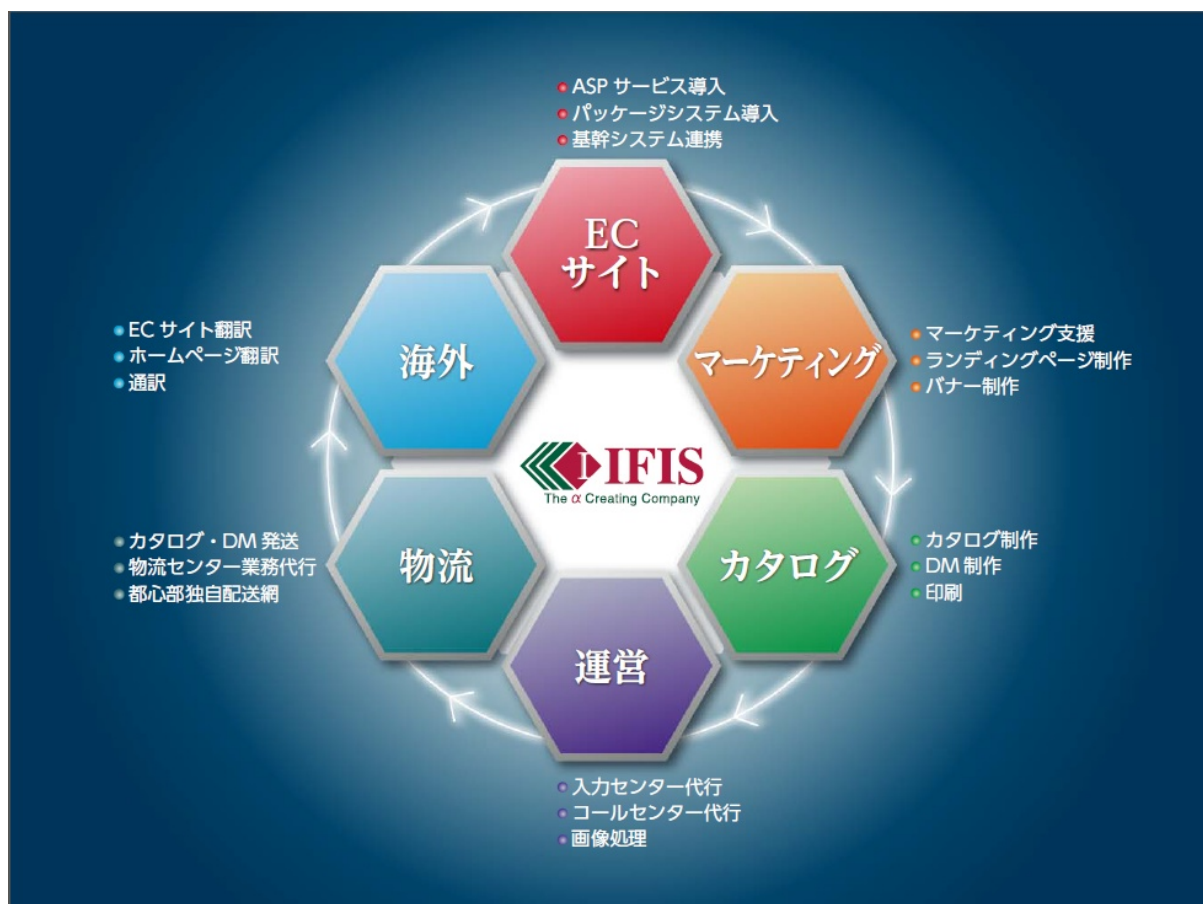 ASP サービス導入
パッケージシステム導入
基幹システム連携
EC
サイト
マーケティング
マーケティング支援
ランディングページ制作
バナー制作
カタログ
カタログ制作
DM 制作
印刷
運営
入力センター代行
コールセンター代行
画像処理
物流
カタログ・DM 発送
物流センター業務代行
都心部独自配送網
海外
EC サイト翻訳
ホームページ翻訳
通訳
I IFIS
The α Creating Company